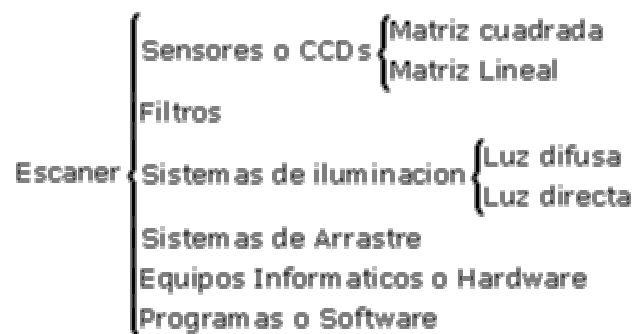 Escaner
Sensores o CCDs
Matriz cuadrada
Matriz Lineal
Filtros
Sistemas de iluminacion
Luz difusa
Luz directa
Sistemas de Arrastre
Equipos Informaticos o Hardware
Programas o Software